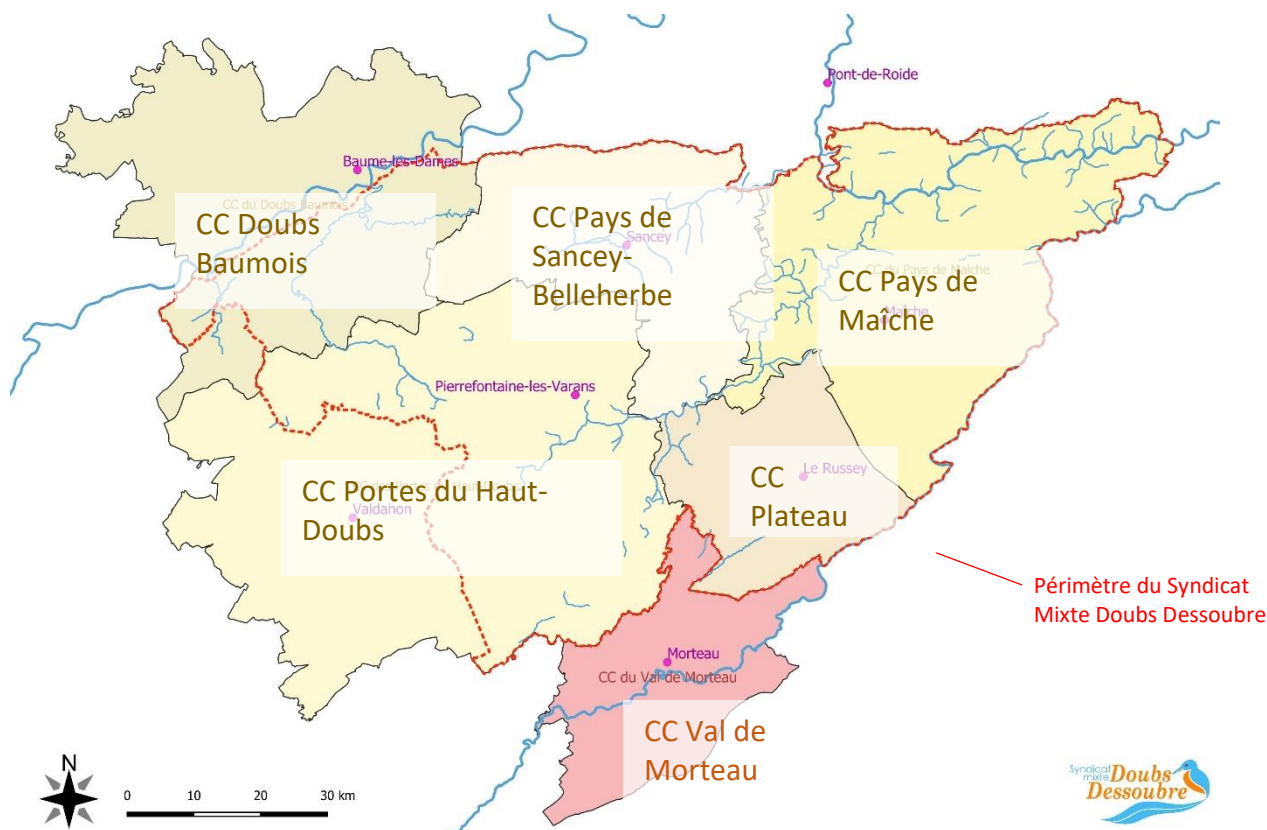 Pont-de-Roide
Baume-les-Dames
CC du Doubs Baumois
CC Doubs
Baumois
CC Pays de
Sancey-
Belleherbe
Sancey
CC du Pays de Maiche
CC Pays de
Maîche
Maîche
Pierrefontaine-les-Varans
CC Portes du Haut-
Doubs
Valdahon
CC
Plateau
Le Russey
Périmètre du Syndicat
Mixte Doubs Dessoubre
Morteau
CC du Val de Morteau
CC Val de
Morteau
N
0 10 20 30 km
Syndicat
mixte Doubs
Dessoubre